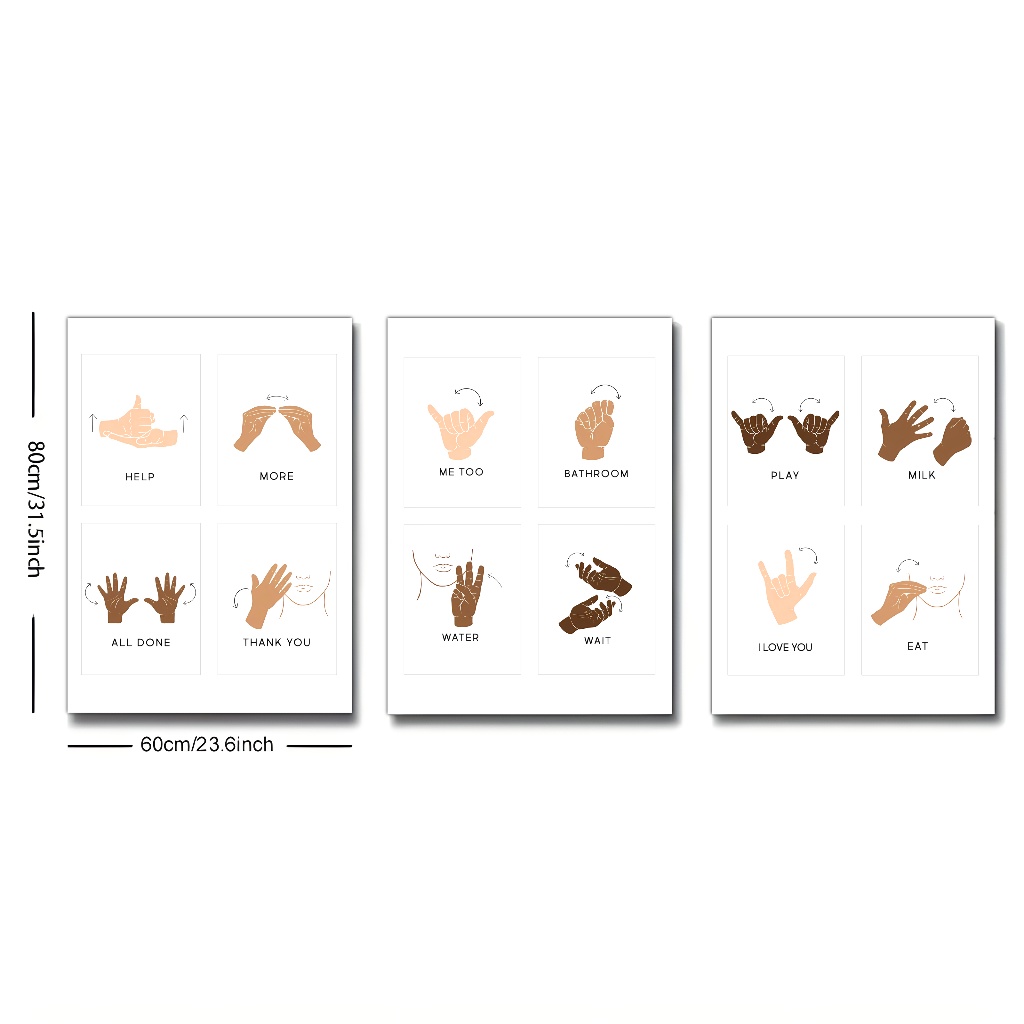 80cm/31.5inch
HELP
MORE
ALL DONE
THANK YOU
60cm/23.6inch
ME TOO
BATHROOM
WATER
WAIT
PLAY
MILK
I LOVE YOU
EAT